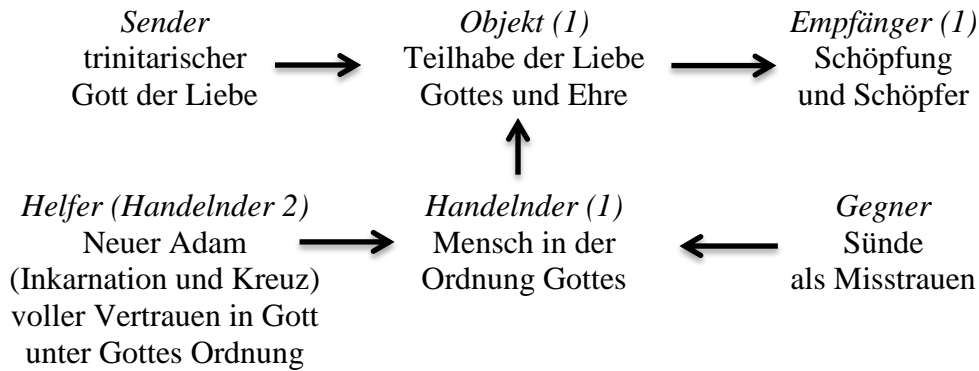 Sender
trinitarischer
Gott der Liebe
Objekt (1)
Teilhabe der Liebe
Gottes und Ehre
Empfänger (1)
Schöpfung
und Schöpfer
Helfer (Handelnder 2)
Neuer Adam
(Inkarnation und Kreuz)
voller Vertrauen in Gott
unter Gottes Ordnung
Handelnder (1)
Mensch in der
Ordnung Gottes
Gegner
Sünde
als Misstrauen